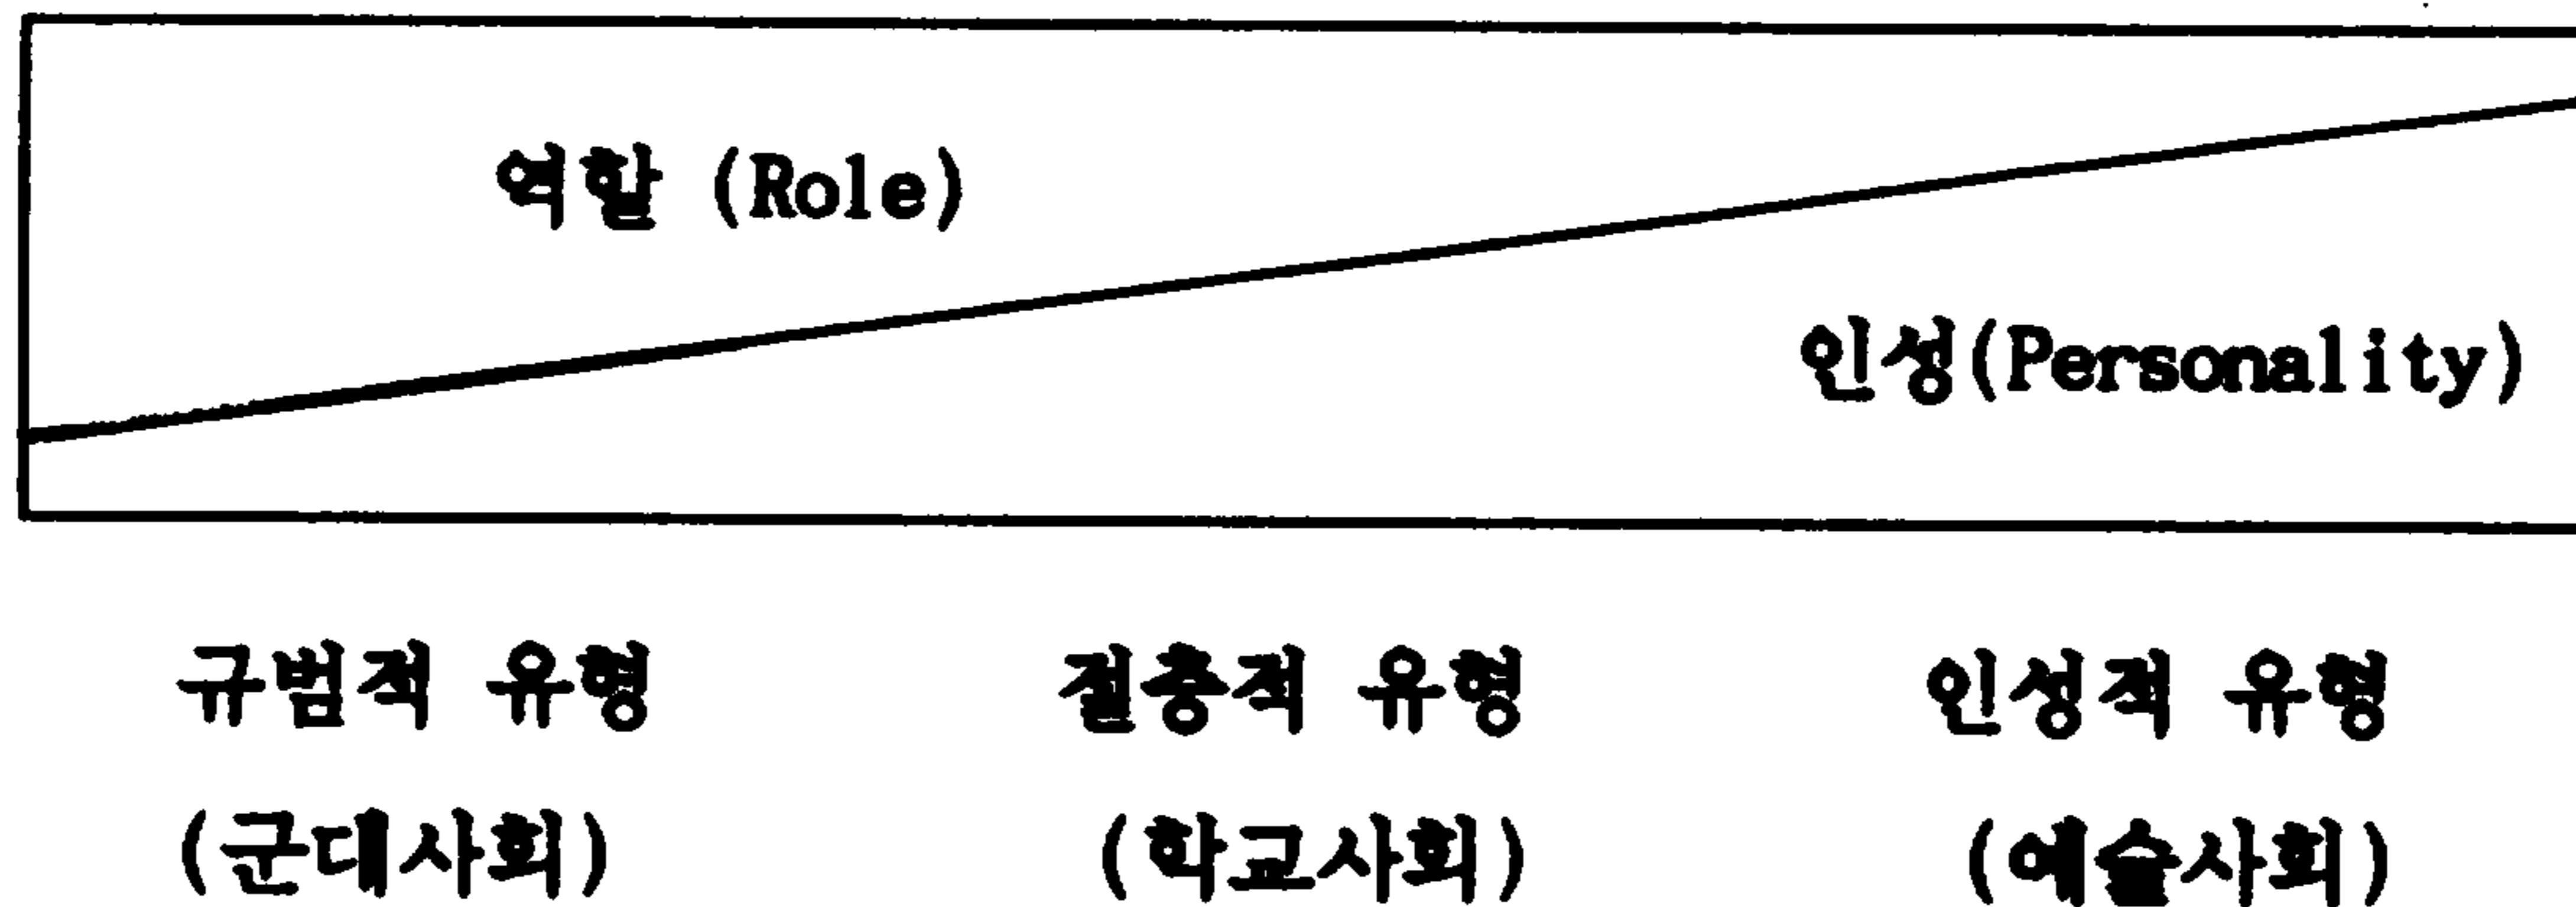 역할 (Role)
인성(Personality)
규범적 유형 절충적 유형 인성적 유형
(군대사회) (학교사회) (예술사회)